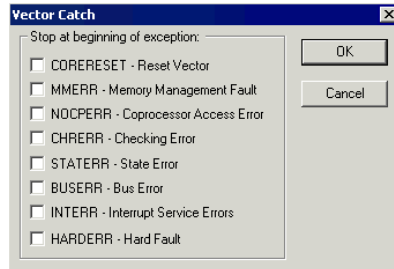 Vector Catch
Stop at beginning of exception:
OK
CORERESET - Reset Vector
MMERR - Memory Management Fault
Cancel
NOCPERR - Coprocessor Access Error
CHRERR - Checking Error
STATERR - State Error
BUSERR - Bus Error
INTERR - Interrupt Service Errors
HARDERR - Hard Fault